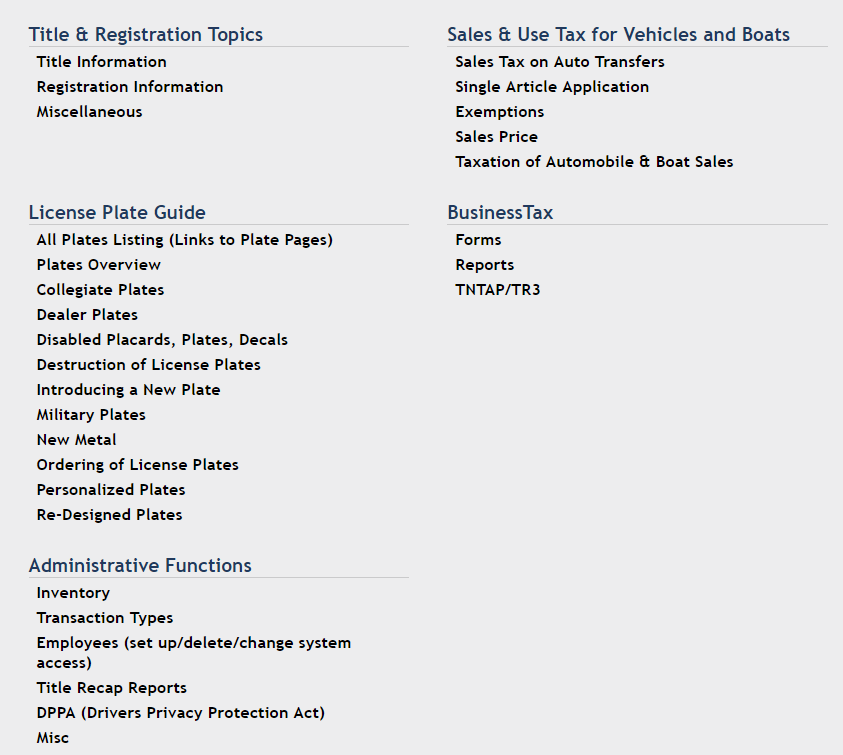 Title & Registration Topics
Title Information
Registration Information
Miscellaneous
Sales & Use Tax for Vehicles and Boats
Sales Tax on Auto Transfers
Single Article Application
Exemptions
Sales Price
Taxation of Automobile & Boat Sales
License Plate Guide
All Plates Listing (Links to Plate Pages)
Plates Overview
Collegiate Plates
Dealer Plates
Disabled Placards, Plates, Decals
Destruction of License Plates
Introducing a New Plate
Military Plates
New Metal
Ordering of License Plates
Personalized Plates
Re-Designed Plates
BusinessTax
Forms
Reports
TNTAP/TR3
Administrative Functions
Inventory
Transaction Types
Employees (set up/delete/change system
access)
Title Recap Reports
DPPA (Drivers Privacy Protection Act)
Misc